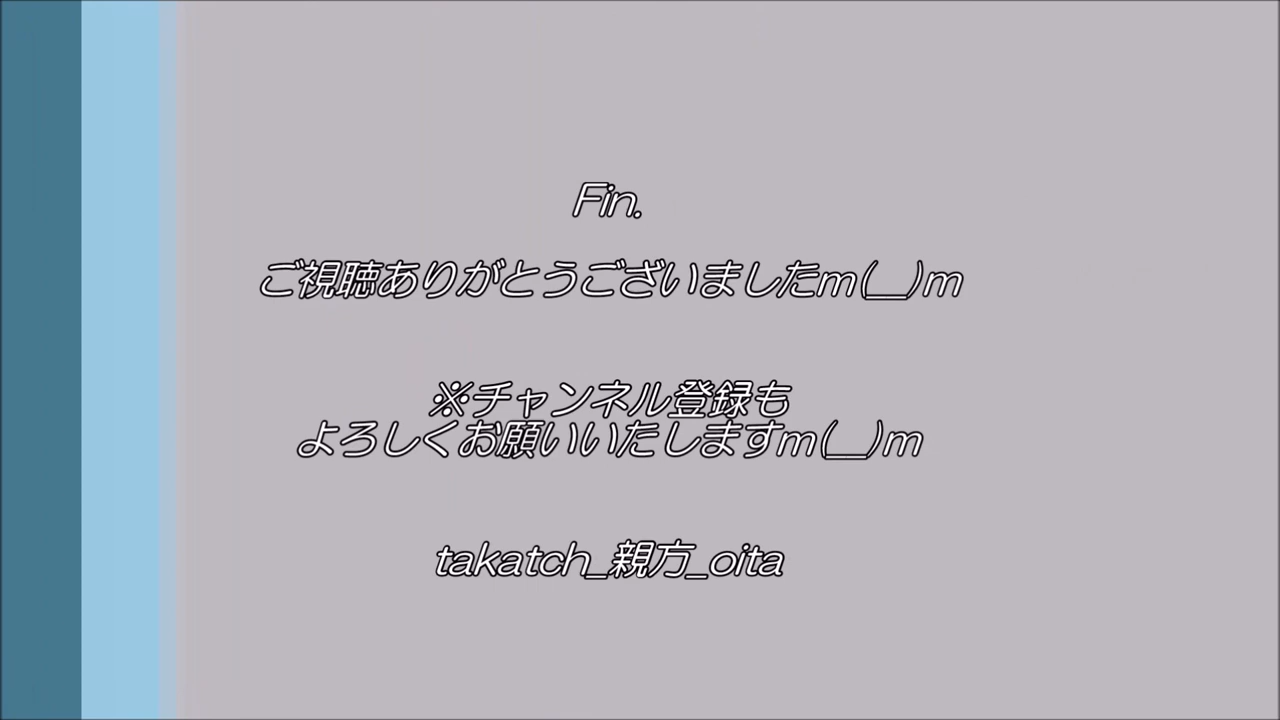 Fin.
ご視聴ありがとうございましたm(__)m
※チャンネル登録も
よろしくお願いいたしますm(__)m
takatch_親方_oita